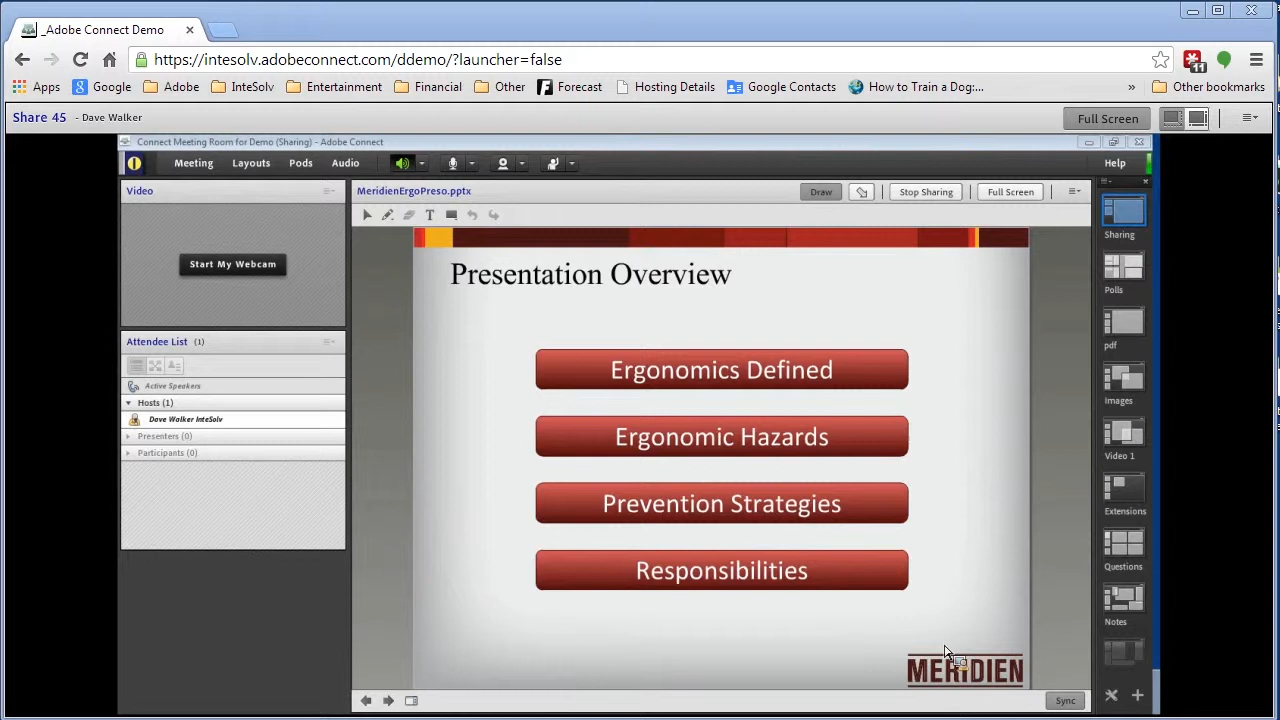 _Adobe Connect Demo
https://intesolv.adobeconnect.com/ddemo/?launcher=false
11
Apps Google Adobe InteSolv Entertainment Financial Other Forecast Hosting Details Google Contacts How to Train a Dog:... » Other bookmarks
Share 45 - Dave Walker Full Screen
Connect Meeting Room for Demo (Sharing) - Adobe Connect
Meeting Layouts Pods Audio Help
Video
Start My Webcam
Attendee List (1)
Active Speakers
Hosts (1)
Dave Walker InteSolv
Presenters (0)
Participants (0)
MeridienErgoPreso.pptx Draw Stop Sharing Full Screen
T
Presentation Overview
Ergonomics Defined
Ergonomic Hazards
Prevention Strategies
Responsibilities
MERIDIEN
Sync
Sharing
Polls
pdf
Images
Video 1
Extensions
Questions
Notes